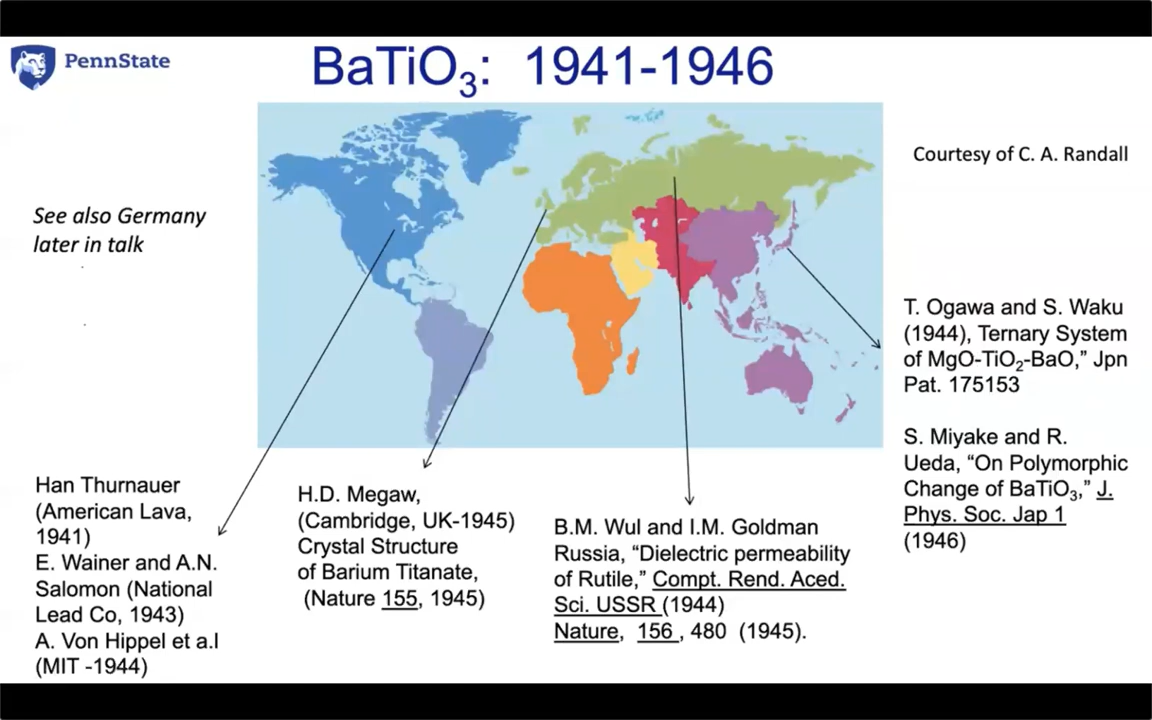 PennState
BaTiO₃: 1941-1946
Courtesy of C. A. Randall
See also Germany
later in talk
T. Ogawa and S. Waku
(1944), Ternary System
of MgO-TiO₂-BaO,” Jpn
Pat. 175153
S. Miyake and R.
Ueda, “On Polymorphic
Change of BaTiO₃,” J.
Phys. Soc. Jap 1
(1946)
Han Thurnauer
(American Lava,
1941)
E. Wainer and A.N.
Salomon (National
Lead Co, 1943)
A. Von Hippel et a.l
(MIT -1944)
H.D. Megaw,
(Cambridge, UK-1945)
Crystal Structure
of Barium Titanate,
(Nature 155, 1945)
B.M. Wul and I.M. Goldman
Russia, “Dielectric permeability
of Rutile,” Compt. Rend. Aced.
Sci. USSR (1944)
Nature, 156 , 480 (1945).